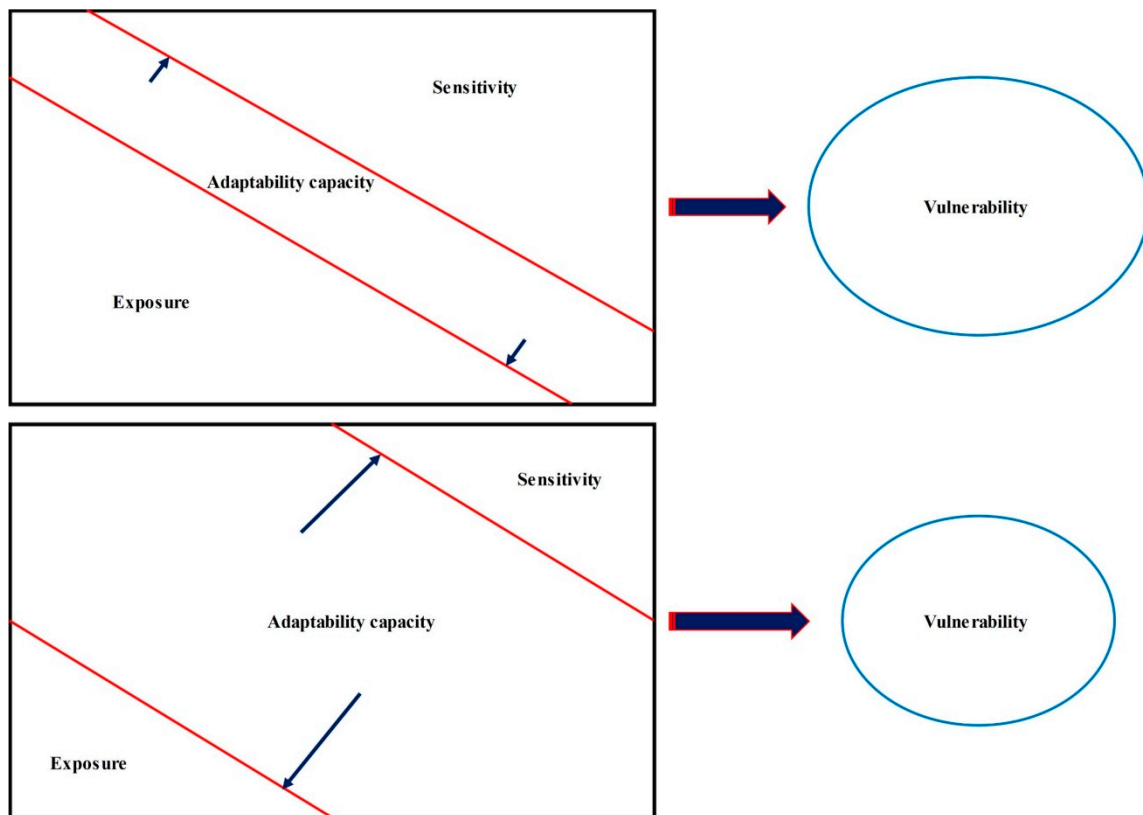 Sensitivity
Adaptability capacity
Vulnerability
Exposure
Sensitivity
Adaptability capacity
Vulnerability
Exposure